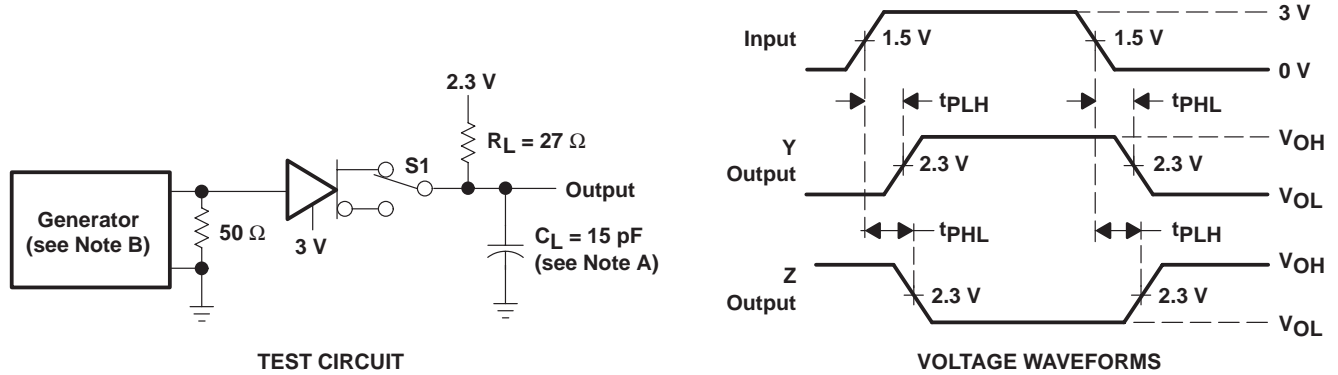 2.3 V
RL = 27 Ω
S1
Output
Generator
(see Note B)
50 Ω
3 V
CL = 15 pF
(see Note A)
TEST CIRCUIT
Input
3 V
1.5 V
1.5 V
0 V
tPLH
tPHL
Y
Output
VOH
2.3 V
2.3 V
VOL
tPHL
tPLH
Z
Output
VOH
2.3 V
2.3 V
VOL
VOLTAGE WAVEFORMS